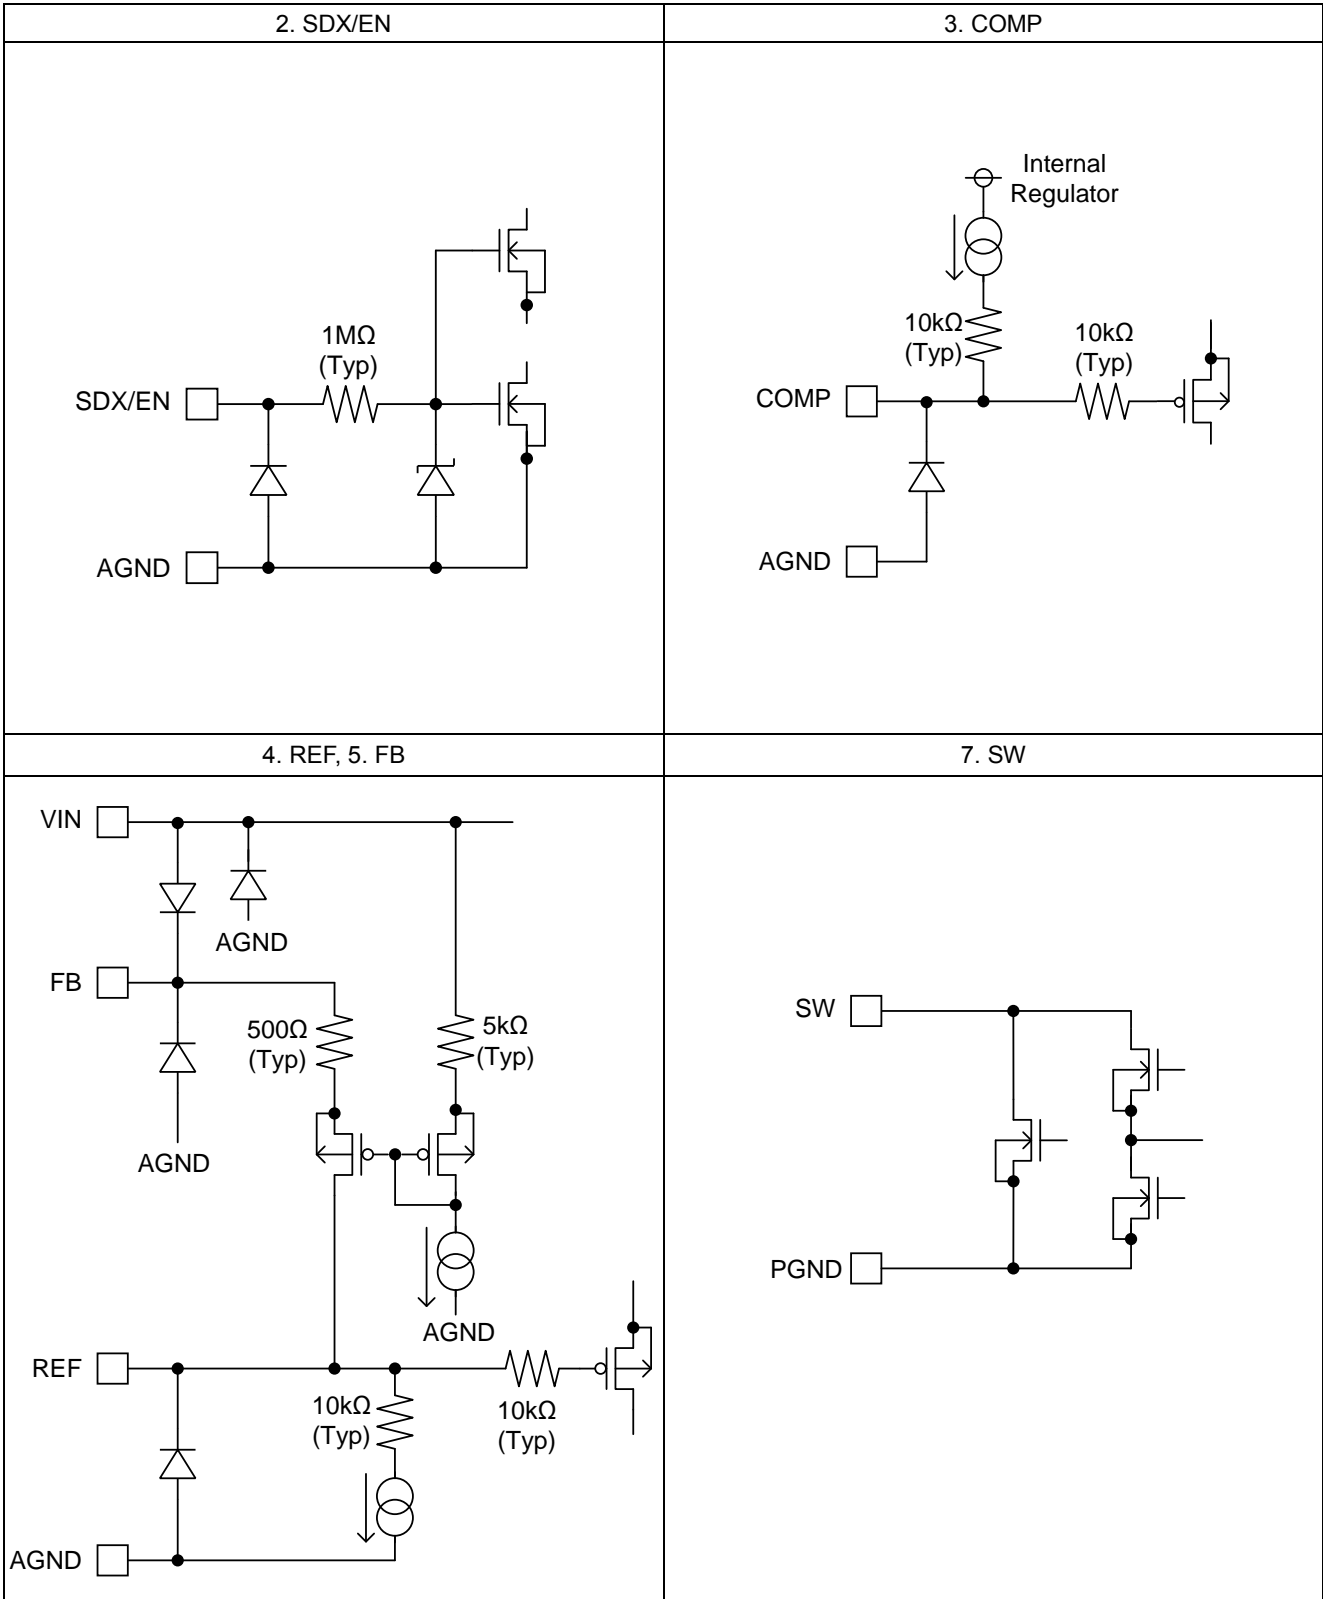 2. SDX/EN
3. COMP
1MΩ
(Typ)
SDX/EN
AGND
Internal
Regulator
10kΩ
(Typ)
10kΩ
(Typ)
COMP
AGND
4. REF, 5. FB
7. SW
VIN
AGND
FB
500Ω
(Typ)
5kΩ
(Typ)
AGND
AGND
REF
10kΩ
(Typ)
10kΩ
(Typ)
AGND
SW
PGND